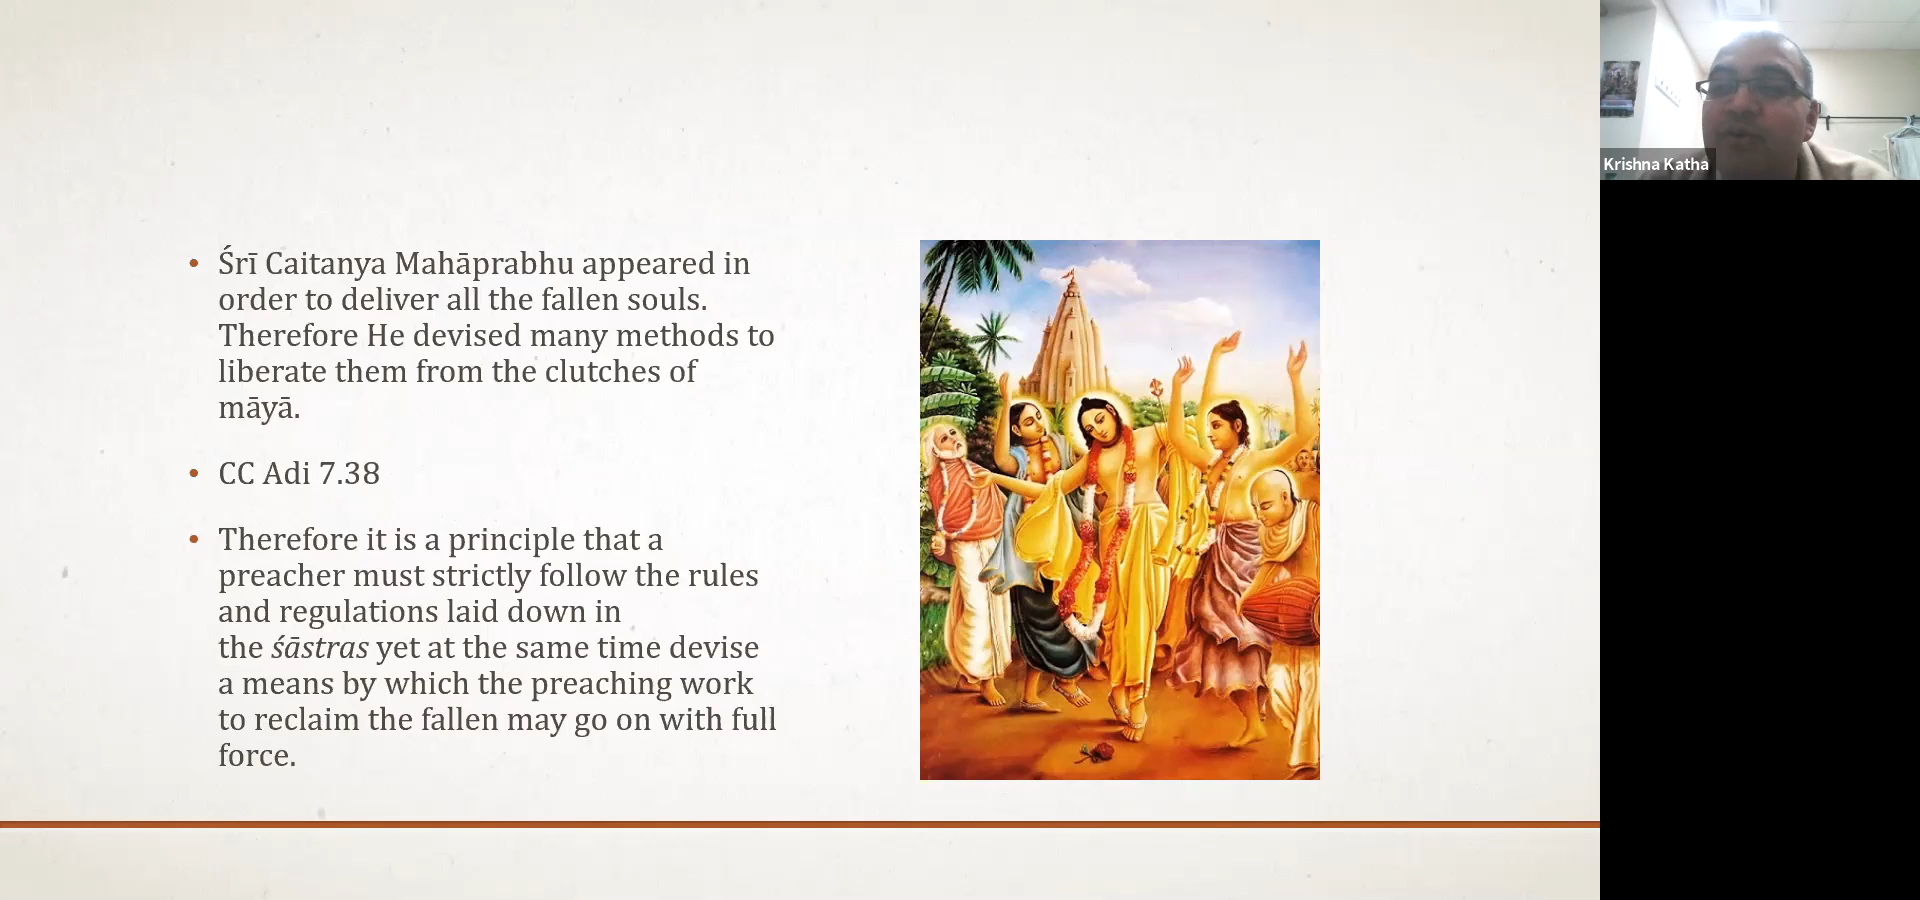 • Śrī Caitanya Mahāprabhu appeared in
order to deliver all the fallen souls.
Therefore He devised many methods to
liberate them from the clutches of
māyā.
• CC Adi 7.38
• Therefore it is a principle that a
preacher must strictly follow the rules
and regulations laid down in
the śāstras yet at the same time devise
a means by which the preaching work
to reclaim the fallen may go on with full
force.
Krishna Katha